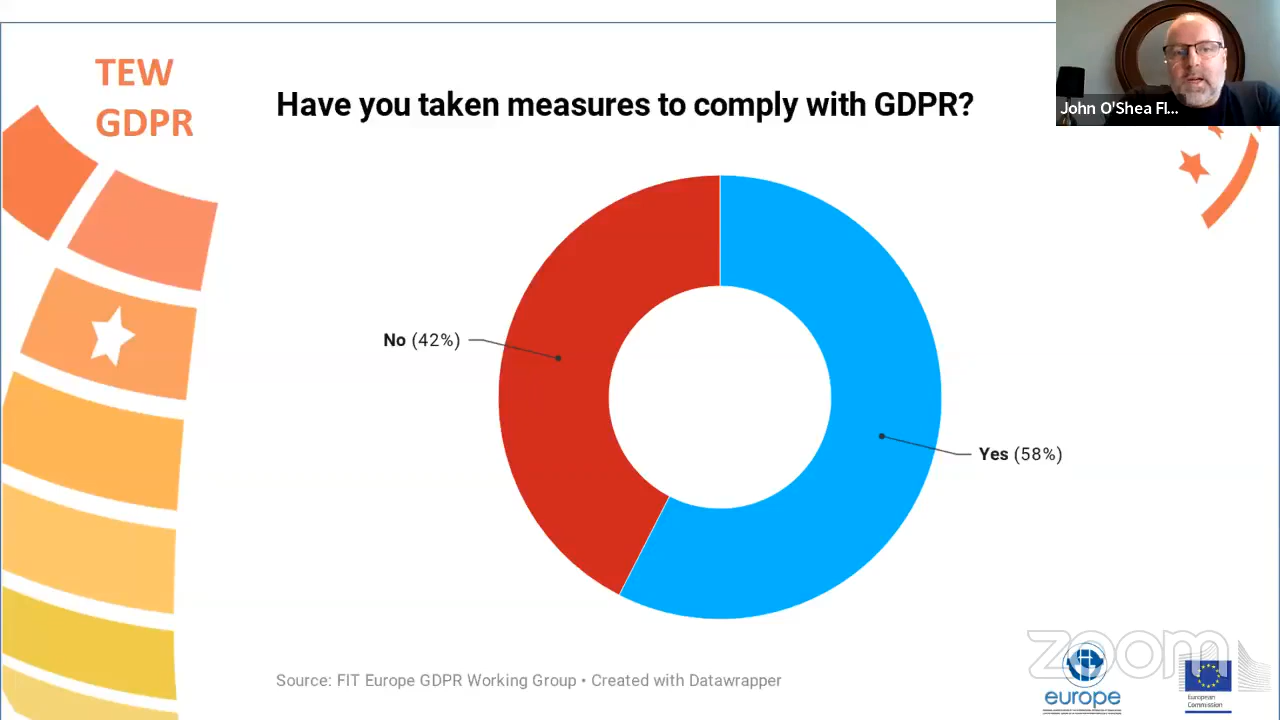 TEW
GDPR
Have you taken measures to comply with GDPR?
John O'Shea FI...
No (42%)
Yes (58%)
Source: FIT Europe GDPR Working Group • Created with Datawrapper
zoom
europe
European
Commission